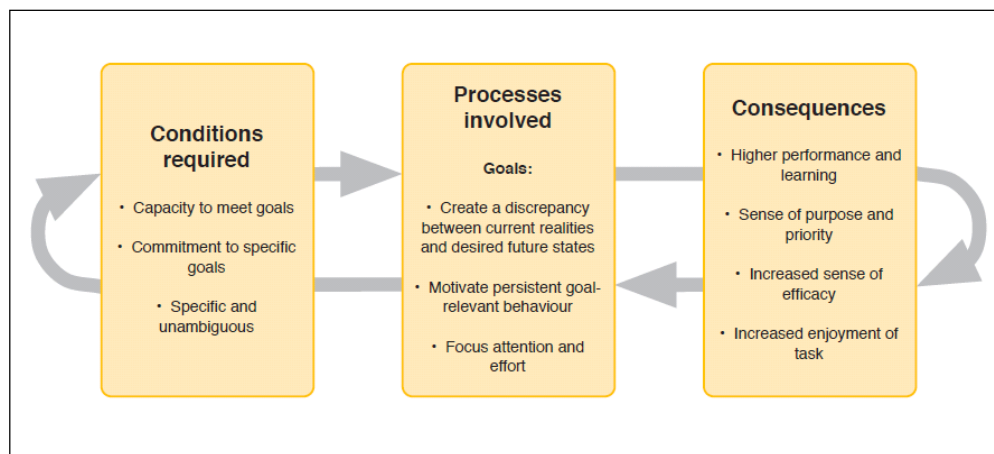 Conditions
required
• Capacity to meet goals
• Commitment to specific
goals
• Specific and
unambiguous
Processes
involved
Goals:
• Create a discrepancy
between current realities
and desired future states
• Motivate persistent goal-
relevant behaviour
• Focus attention and
effort
Consequences
• Higher performance and
learning
• Sense of purpose and
priority
• Increased sense of
efficacy
• Increased enjoyment of
task